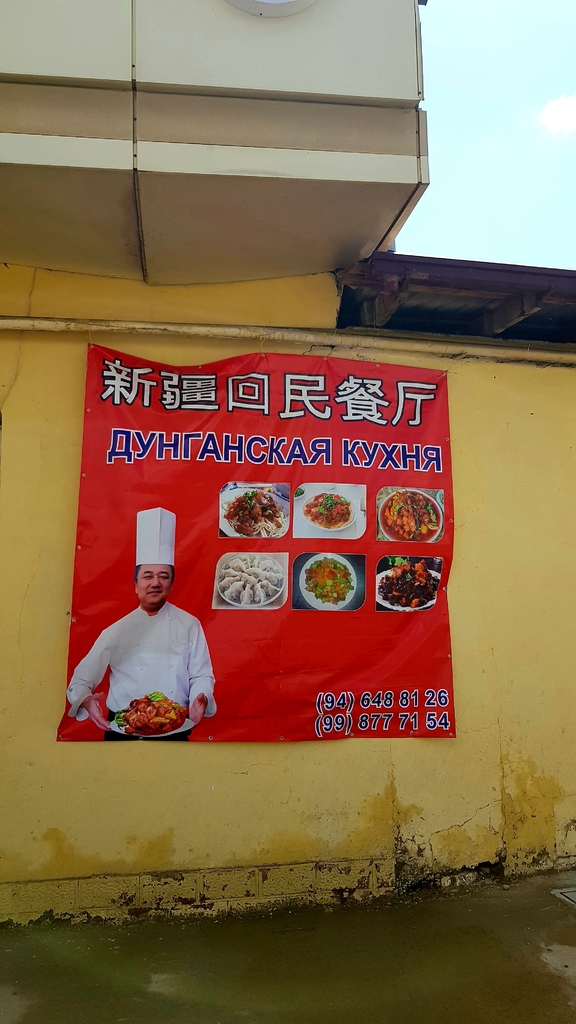 新疆回民餐厅
ДУНГАНСКАЯ КУХНЯ
(94) 648 81 26
(99) 877 71 54